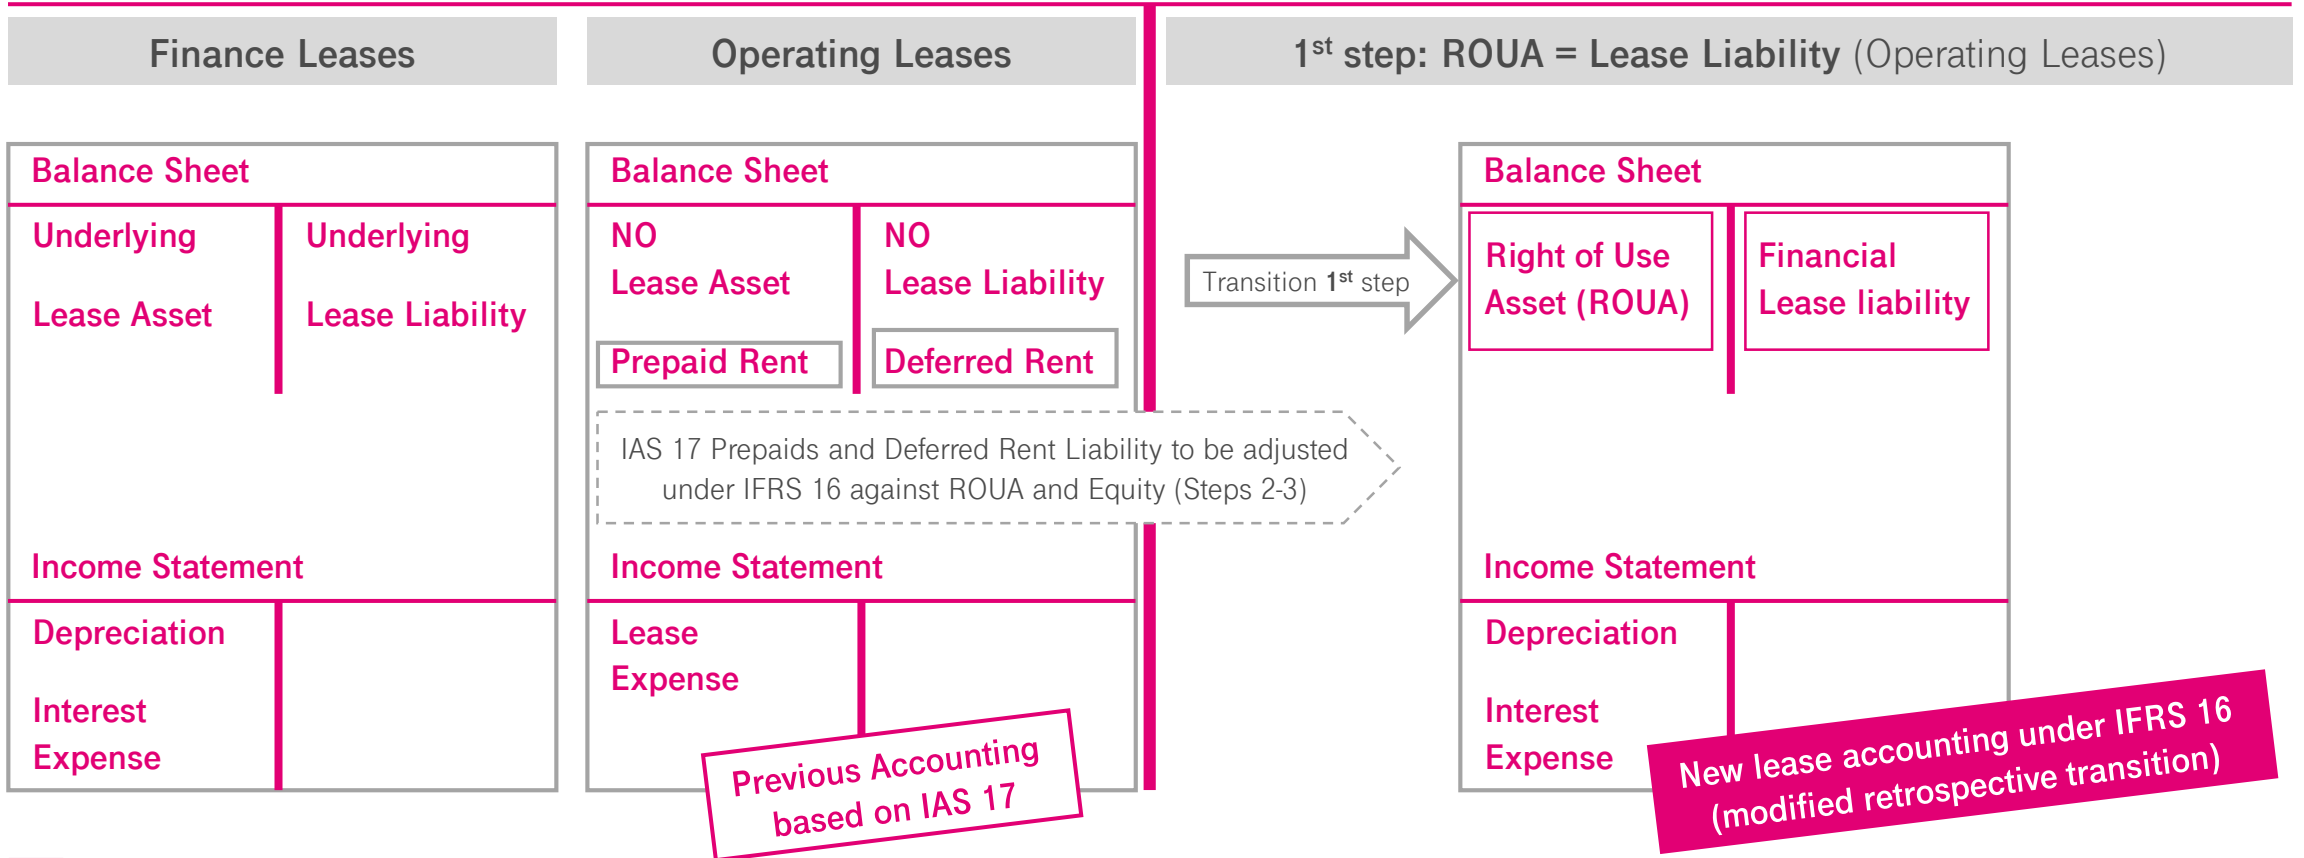 Finance Leases
Operating Leases
1st step: ROUA = Lease Liability (Operating Leases)
Balance Sheet
Underlying
Lease Asset
Underlying
Lease Liability
Income Statement
Depreciation
Interest
Expense
Balance Sheet
NO
Lease Asset
Prepaid Rent
NO
Lease Liability
Deferred Rent
IAS 17 Prepaids and Deferred Rent Liability to be adjusted
under IFRS 16 against ROUA and Equity (Steps 2-3)
Income Statement
Lease
Expense
Previous Accounting
based on IAS 17
Transition 1st step
Balance Sheet
Right of Use
Asset (ROUA)
Financial
Lease liability
Income Statement
Depreciation
Interest
Expense
New lease accounting under IFRS 16
(modified retrospective transition)